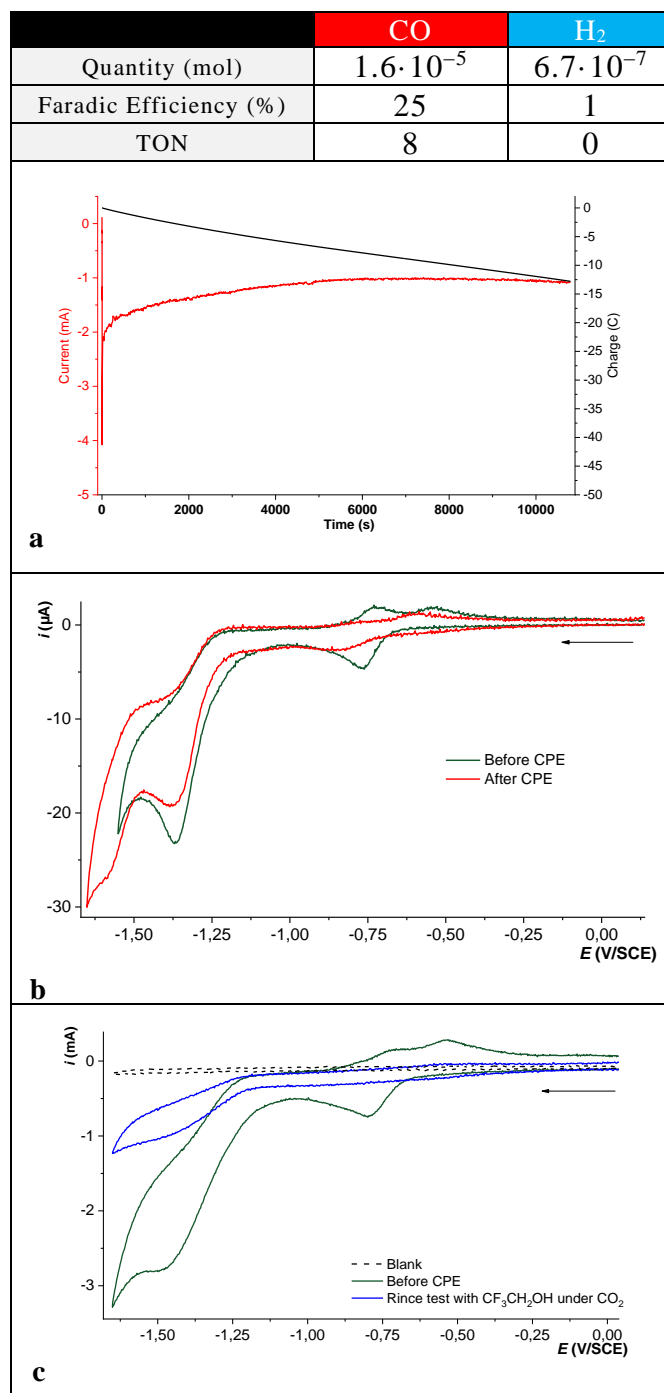 CO H₂
Quantity (mol) 1.6·10⁻⁵ 6.7·10⁻⁷
Faradic Efficiency (%) 25 1
TON 8 0
0
-1
-2
-3
-4
-5
Current (mA)
0
-5
-10
-15
-20
-25
-30
-35
-40
-45
-50
Charge (C)
0 2000 4000 6000 8000 10000
Time (s)
a
i (µA)
0
-10
-20
-30
Before CPE
After CPE
-1,50 -1,25 -1,00 -0,75 -0,50 -0,25 0,00
E (V/SCE)
b
i (mA)
0
-1
-2
-3
Blank
Before CPE
Rince test with CF₃CH₂OH under CO₂
-1,50 -1,25 -1,00 -0,75 -0,50 -0,25 0,00
E (V/SCE)
c